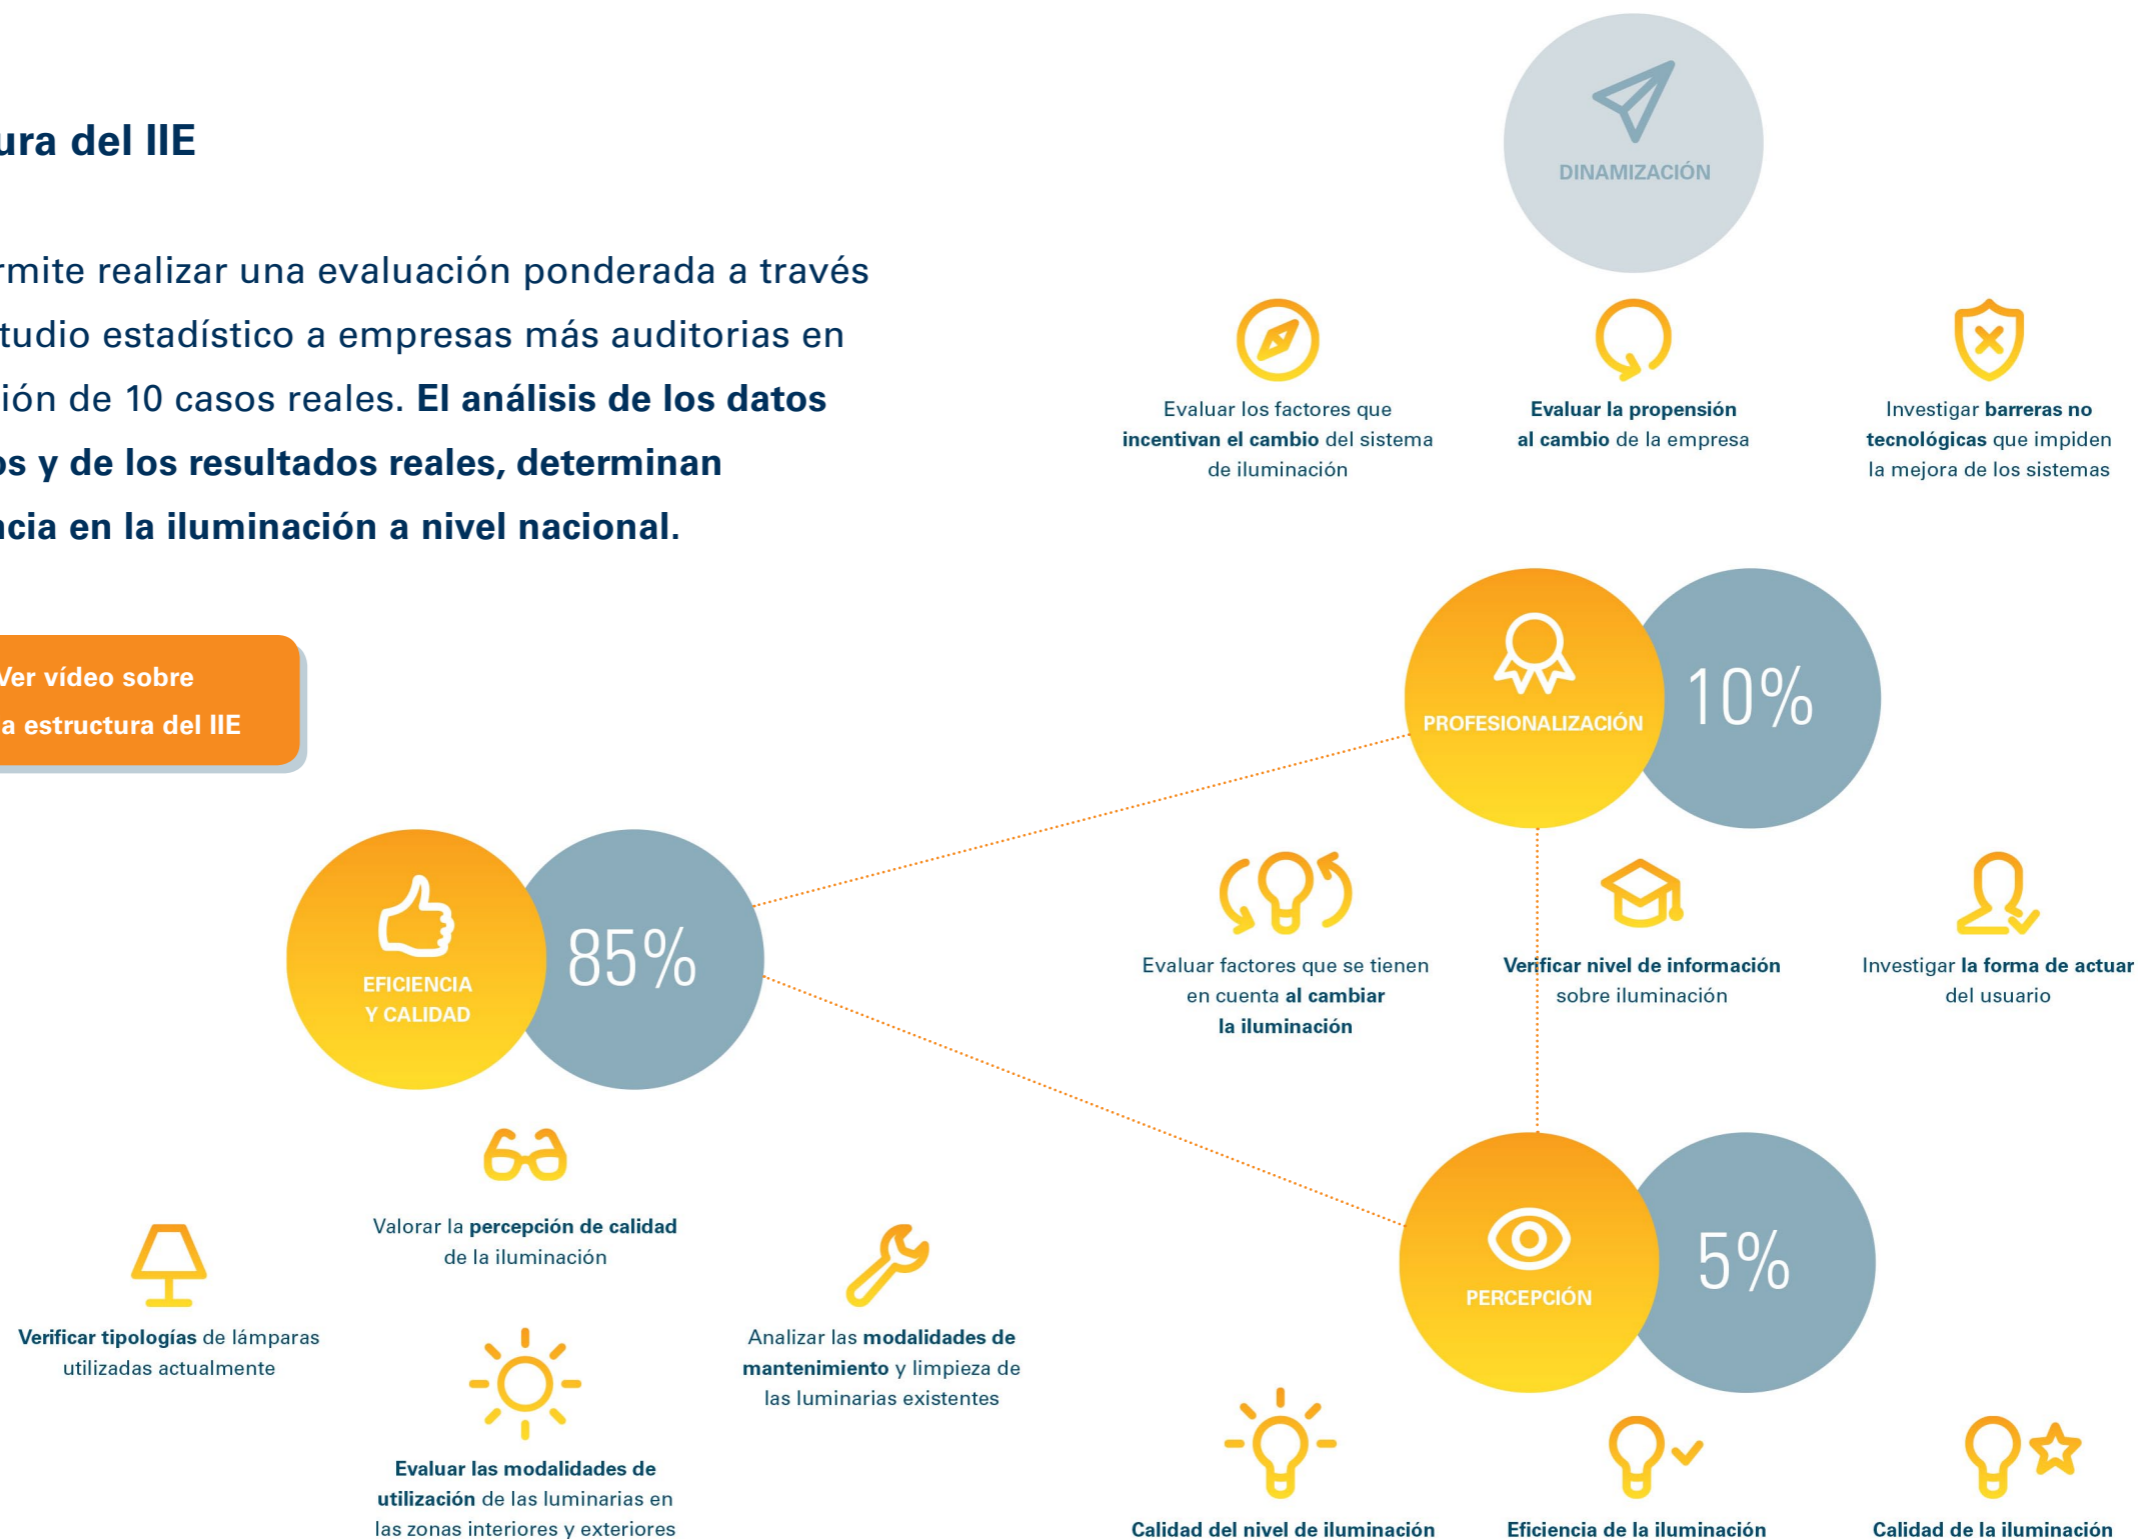 ura del IIE
rmite realizar una evaluación ponderada a través
tudio estadístico a empresas más auditorias en
ión de 10 casos reales. El análisis de los datos
os y de los resultados reales, determinan
ncia en la iluminación a nivel nacional.
Ver vídeo sobre
a estructura del IIE
DINAMIZACIÓN
Evaluar los factores que
incentivan el cambio del sistema
de iluminación
Evaluar la propensión
al cambio de la empresa
Investigar barreras no
tecnológicas que impiden
la mejora de los sistemas
PROFESIONALIZACIÓN
10%
Evaluar factores que se tienen
en cuenta al cambiar
la iluminación
Verificar nivel de información
sobre iluminación
Investigar la forma de actuar
del usuario
EFICIENCIA
Y CALIDAD
85%
Valorar la percepción de calidad
de la iluminación
Verificar tipologías de lámparas
utilizadas actualmente
Analizar las modalidades de
mantenimiento y limpieza de
las luminarias existentes
Evaluar las modalidades de
utilización de las luminarias en
las zonas interiores y exteriores
PERCEPCIÓN
5%
Calidad del nivel de iluminación
Eficiencia de la iluminación
Calidad de la iluminación